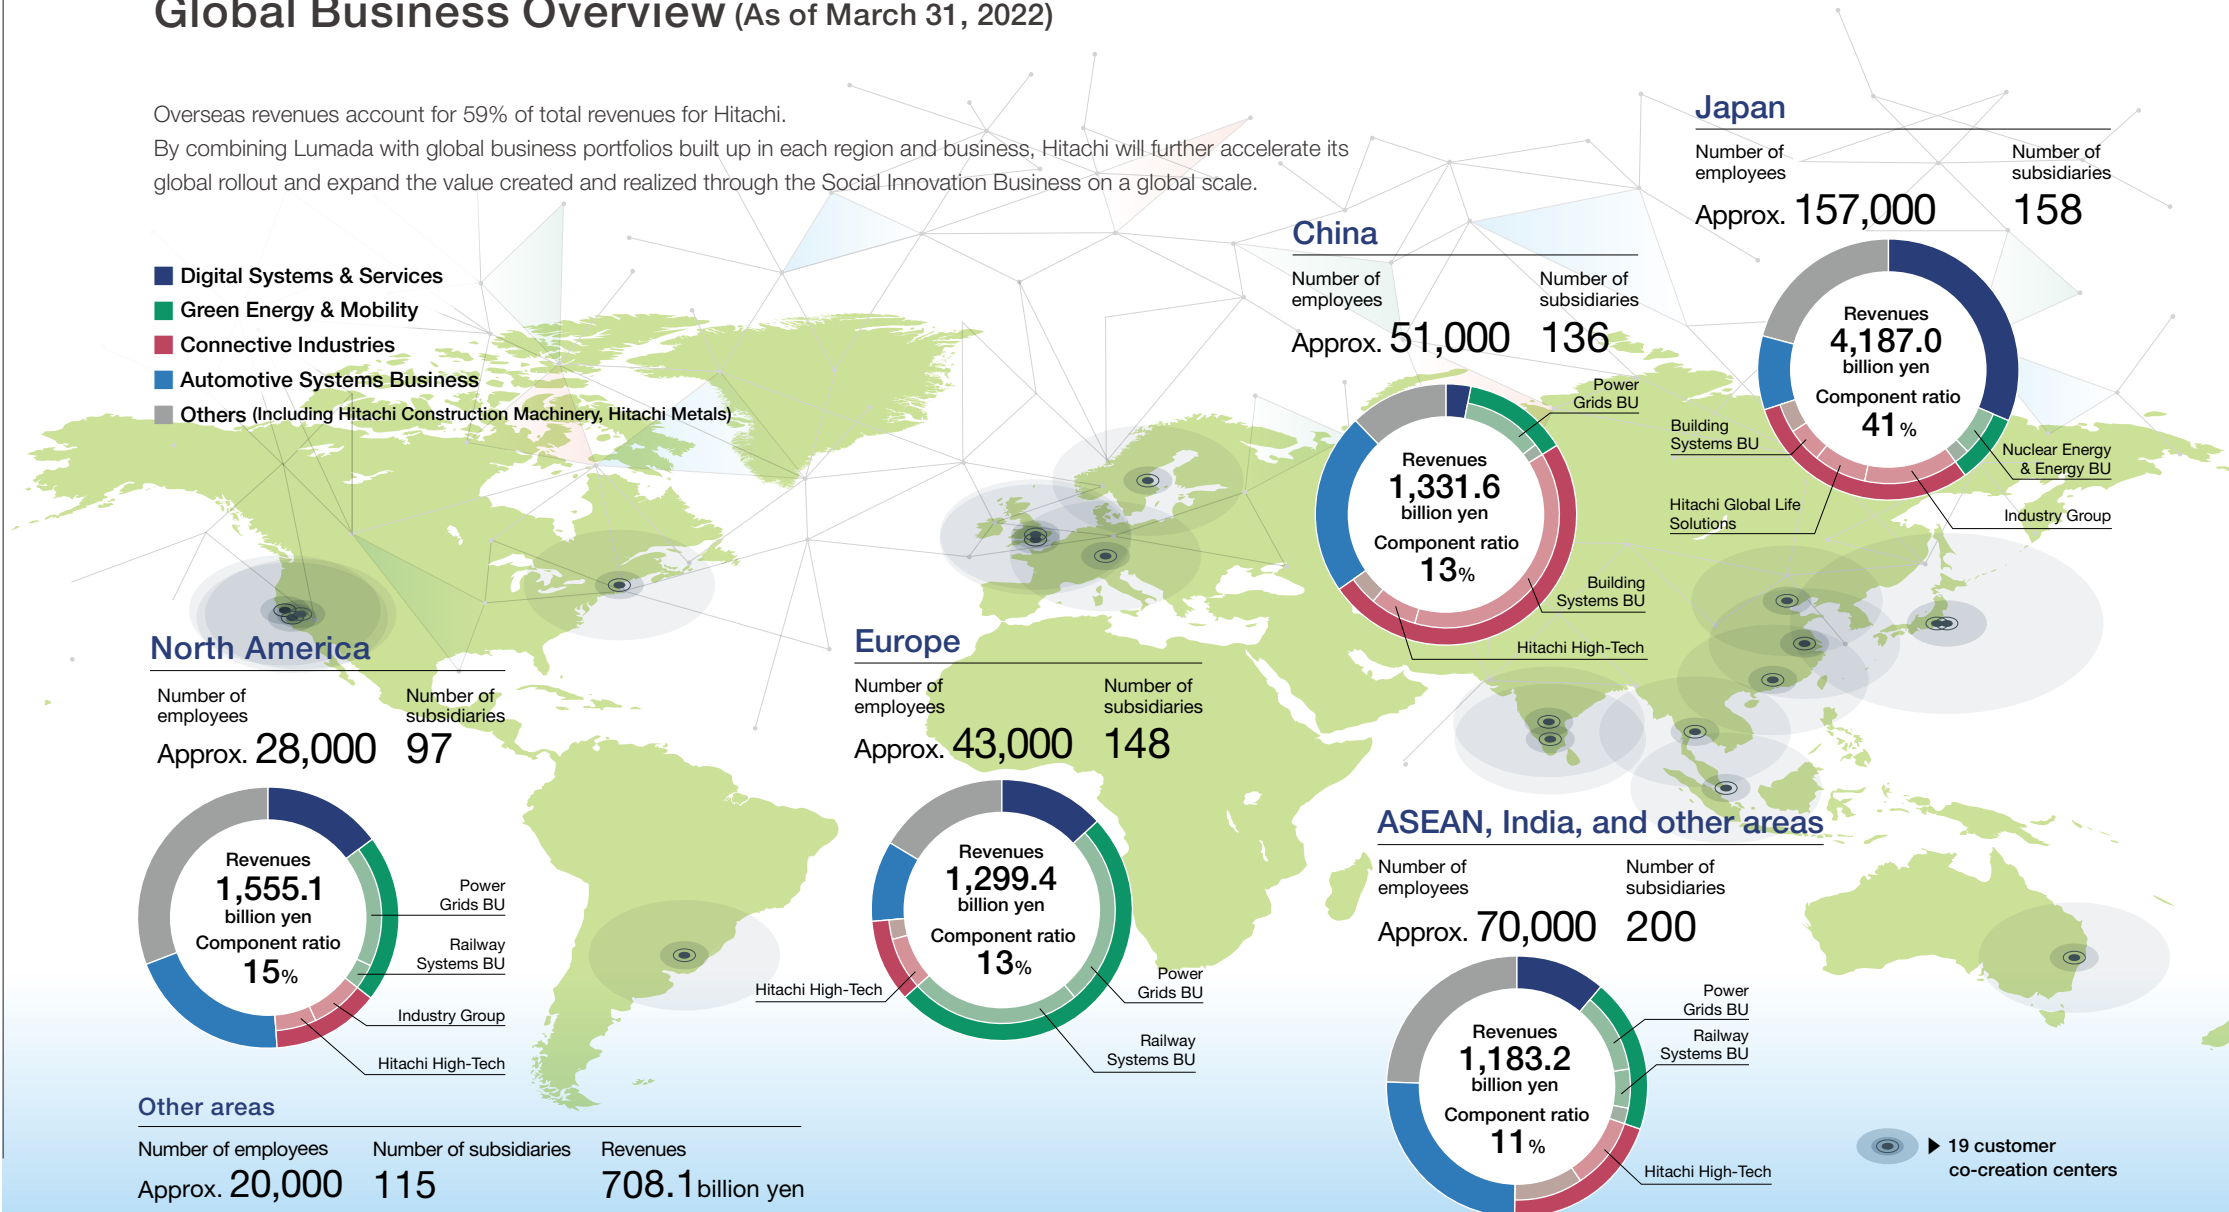 Global Business Overview (As of March 31, 2022)
Overseas revenues account for 59% of total revenues for Hitachi.
By combining Lumada with global business portfolios built up in each region and business, Hitachi will further accelerate its
global rollout and expand the value created and realized through the Social Innovation Business on a global scale.
Digital Systems & Services
Green Energy & Mobility
Connective Industries
Automotive Systems Business
Others (Including Hitachi Construction Machinery, Hitachi Metals)
Japan
Number of
employees
Approx. 157,000
Number of
subsidiaries
158
Revenues
4,187.0
billion yen
Component ratio
41%
Building
Systems BU
Hitachi Global Life
Solutions
Nuclear Energy
& Energy BU
Industry Group
China
Number of
employees
Approx. 51,000
Number of
subsidiaries
136
Revenues
1,331.6
billion yen
Component ratio
13%
Power
Grids BU
Building
Systems BU
Hitachi High-Tech
North America
Number of
employees
Approx. 28,000
Number of
subsidiaries
97
Revenues
1,555.1
billion yen
Component ratio
15%
Power
Grids BU
Railway
Systems BU
Industry Group
Hitachi High-Tech
Europe
Number of
employees
Approx. 43,000
Number of
subsidiaries
148
Revenues
1,299.4
billion yen
Component ratio
13%
Hitachi High-Tech
Power
Grids BU
Railway
Systems BU
ASEAN, India, and other areas
Number of
employees
Approx. 70,000
Number of
subsidiaries
200
Revenues
1,183.2
billion yen
Component ratio
11%
Power
Grids BU
Railway
Systems BU
Hitachi High-Tech
Other areas
Number of employees
Approx. 20,000
Number of subsidiaries
115
Revenues
708.1 billion yen
19 customer
co-creation centers